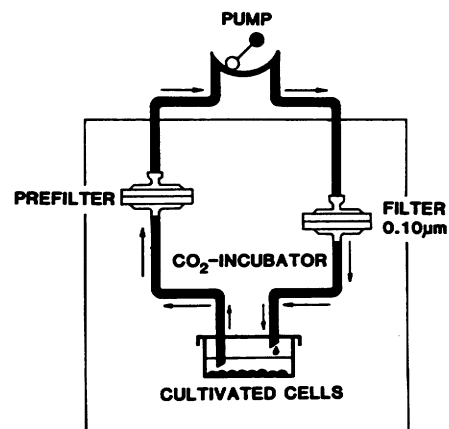 PUMP
PREFILTER
FILTER
0.10µm
CO₂-INCUBATOR
CULTIVATED CELLS